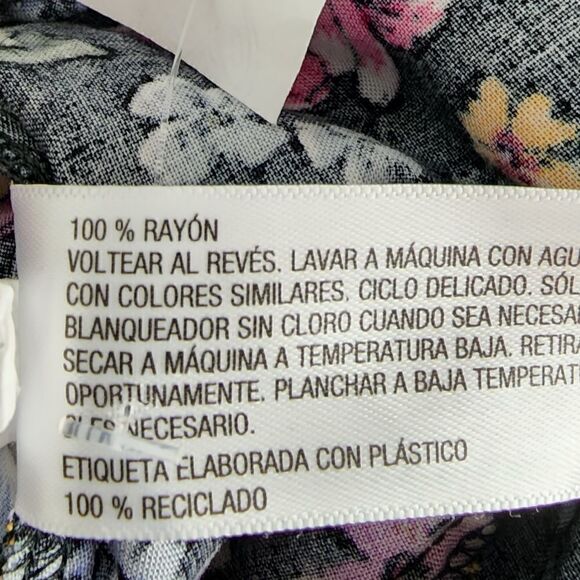 100 % RAYÓN
VOLTEAR AL REVÉS. LAVAR A MÁQUINA CON AGU
CON COLORES SIMILARES. CICLO DELICADO. SÓL
BLANQUEADOR SIN CLORO CUANDO SEA NECESA
SECAR A MÁQUINA A TEMPERATURA BAJA. RETIRA
OPORTUNAMENTE. PLANCHAR A BAJA TEMPERAT
NECESARIO.
ETIQUETA ELABORADA CON PLÁSTICO
100 % RECICLADO